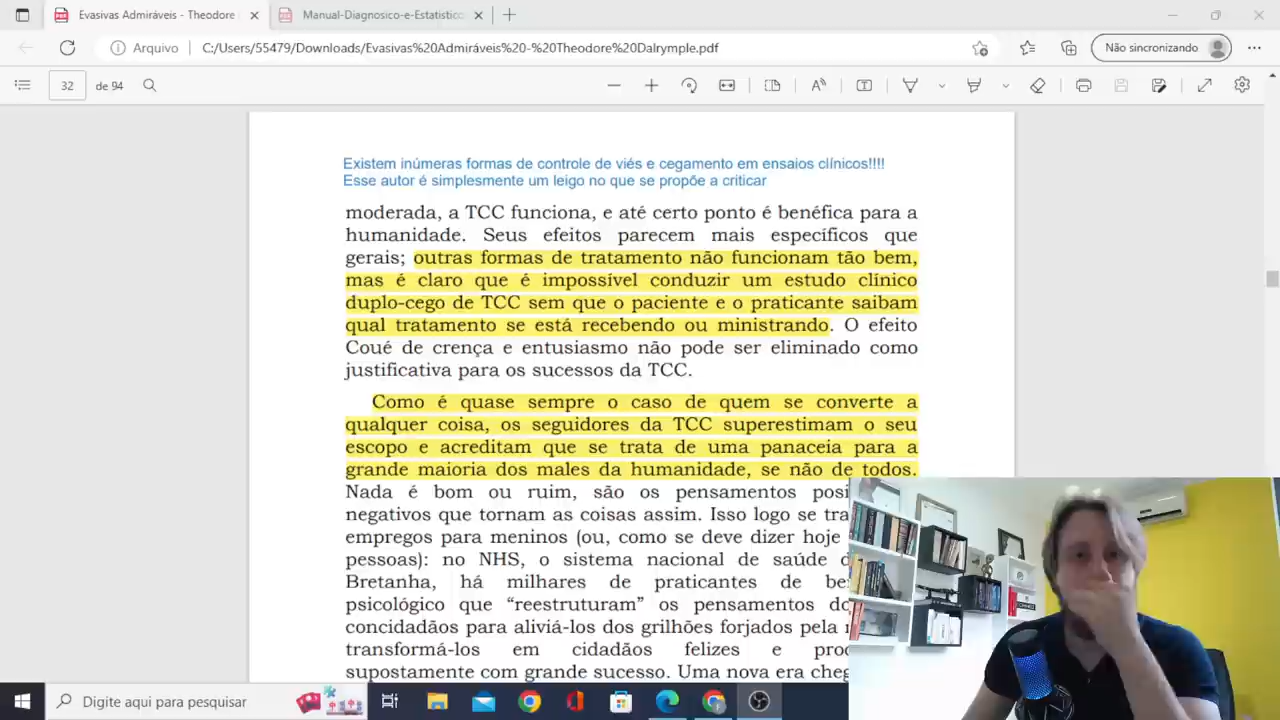 Evasivas Admiráveis - Theodore
Manual-Diagnosico-e-Estatistico
Arquivo
C:/Users/55479/Downloads/Evasivas%20Admiráveis%20-%20Theodore%20Dalrymple.pdf
Não sincronizando
32
de 94
Existem inúmeras formas de controle de viés e cegamento em ensaios clínicos!!!!
Esse autor é simplesmente um leigo no que se propõe a criticar
moderada, a TCC funciona, e até certo ponto é benéfica para a
humanidade. Seus efeitos parecem mais específicos que
gerais; outras formas de tratamento não funcionam tão bem,
mas é claro que é impossível conduzir um estudo clínico
duplo-cego de TCC sem que o paciente e o praticante saibam
qual tratamento se está recebendo ou ministrando. O efeito
Coué de crença e entusiasmo não pode ser eliminado como
justificativa para os sucessos da TCC.
Como é quase sempre o caso de quem se converte a
qualquer coisa, os seguidores da TCC superestimam o seu
escopo e acreditam que se trata de uma panaceia para a
grande maioria dos males da humanidade, se não de todos.
Nada é bom ou ruim, são os pensamentos posi
negativos que tornam as coisas assim. Isso logo se tra
empregos para meninos (ou, como se deve dizer hoje
pessoas): no NHS, o sistema nacional de saúde d
Bretanha, há milhares de praticantes de be
psicológico que “reestruturam” os pensamentos do
concidadãos para aliviá-los dos grilhões forjados pela
transformá-los em cidadãos felizes e pro
supostamente com grande sucesso. Uma nova era che
Digite aqui para pesquisar